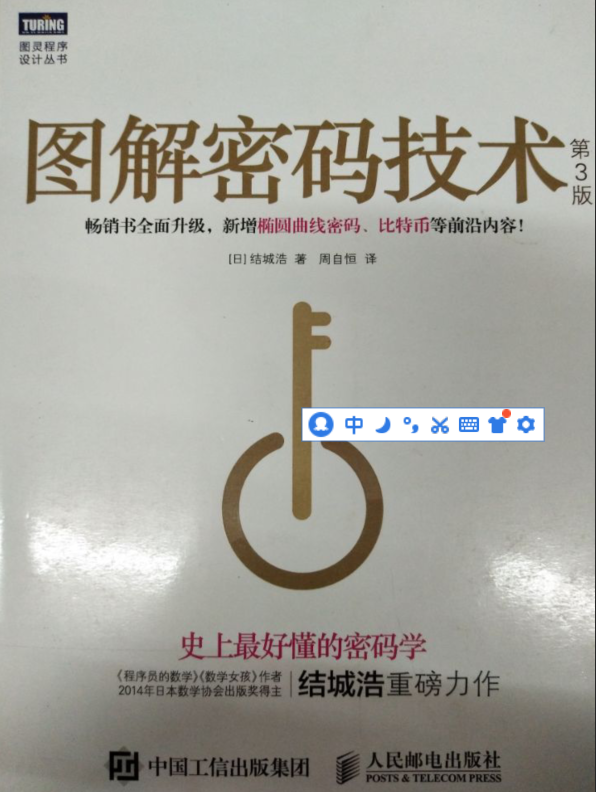 TURING
图灵程序
设计丛书
图解密码技术
第3版
畅销书全面升级，新增椭圆曲线密码、比特币等前沿内容！
[日]结城浩 著 周自恒 译
中
史上最好懂的密码学
《程序员的数学》《数学女孩》作者
2014年日本数学协会出版奖得主
结城浩重磅力作
中国工信出版集团
人民邮电出版社
POSTS & TELECOM PRESS